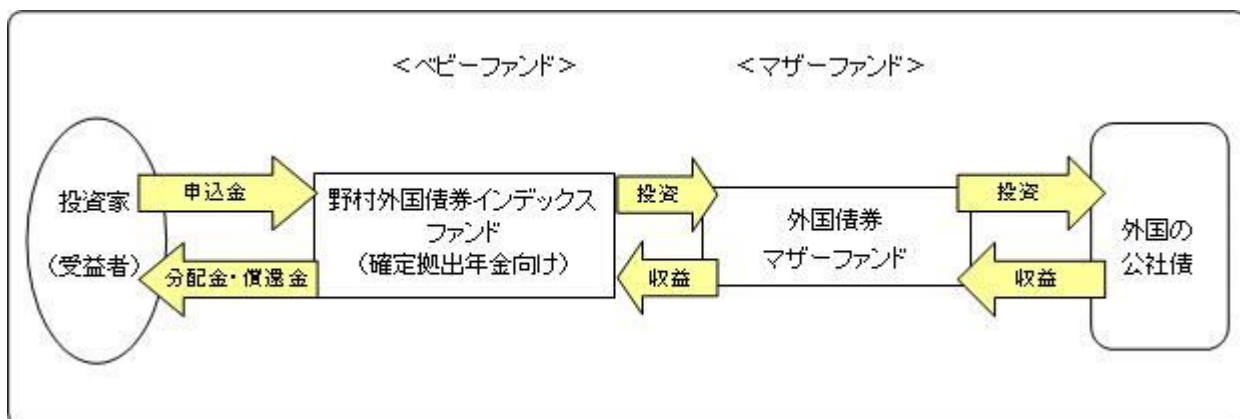 ＜ベビーファンド＞
＜マザーファンド＞
投資家
（受益者）
申込金
分配金・償還金
野村外国債券インデックス
ファンド
（確定拠出年金向け）
投資
収益
外国債券
マザーファンド
投資
収益
外国の
公社債